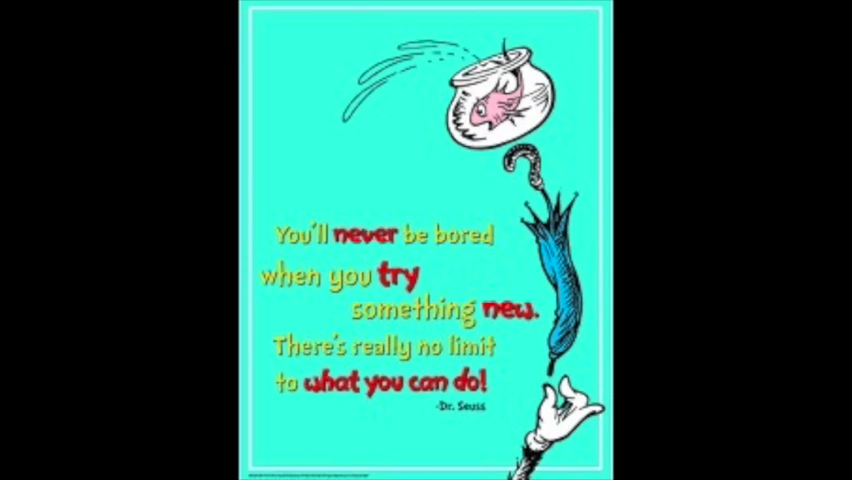 You'll never be bored
when you try
something new.
There's really no limit
to what you can do!
-Dr. Seuss